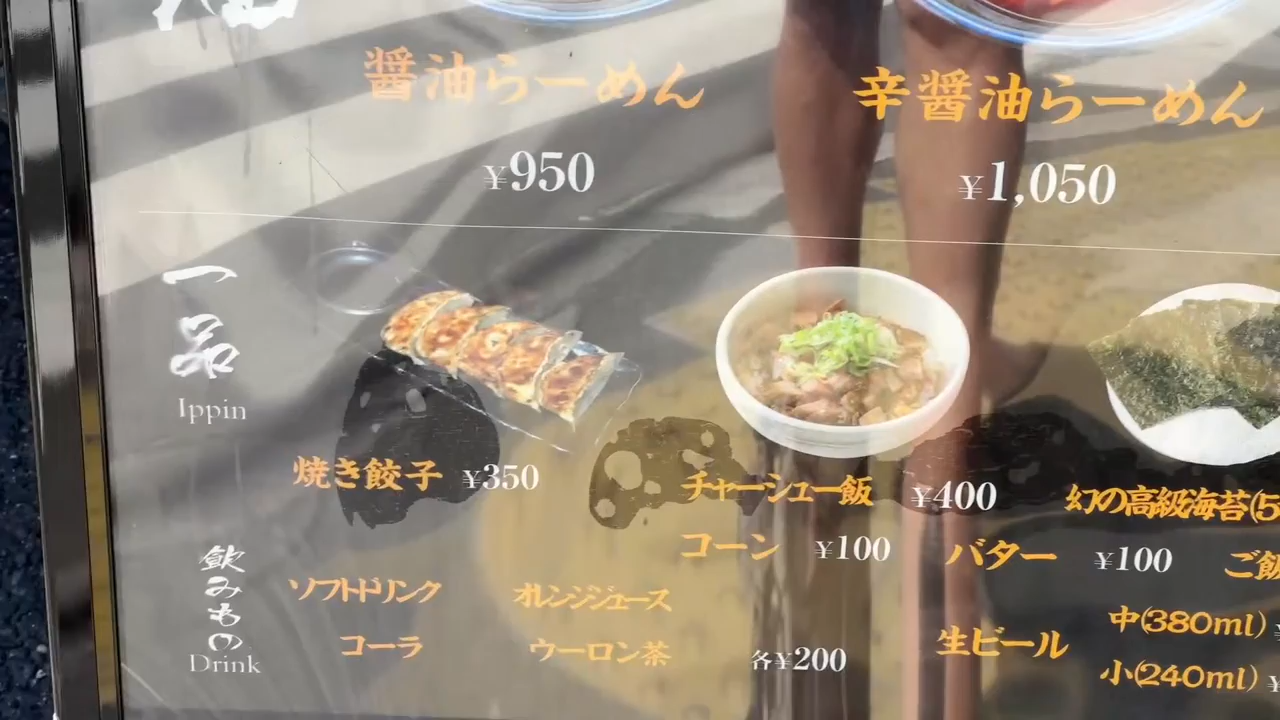 醤油らーめん
¥950
辛醤油らーめん
¥1,050
一品
Ippin
焼き餃子 ¥350
チャーシュー飯 ¥400
幻の高級海苔(5
コーン ¥100
バター ¥100
ご飯
飲みもの
Drink
ソフトドリンク
オレンジジュース
コーラ
ウーロン茶
各¥200
生ビール
中(380ml) ¥
小(240ml) ¥